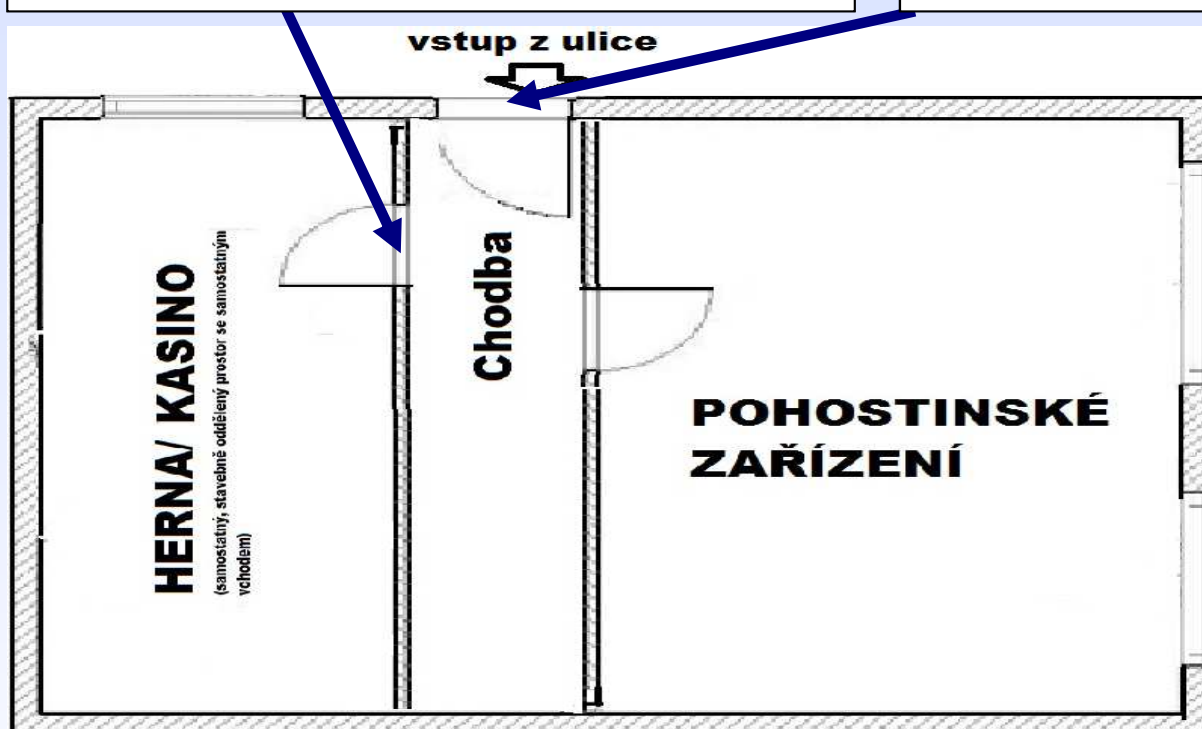 vstup z ulice
HERNA/ KASINO
(samostatný, stavebně oddělený prostor se samostatným
vchodem)
Chodba
POHOSTINSKÉ
ZAŘÍZENÍ